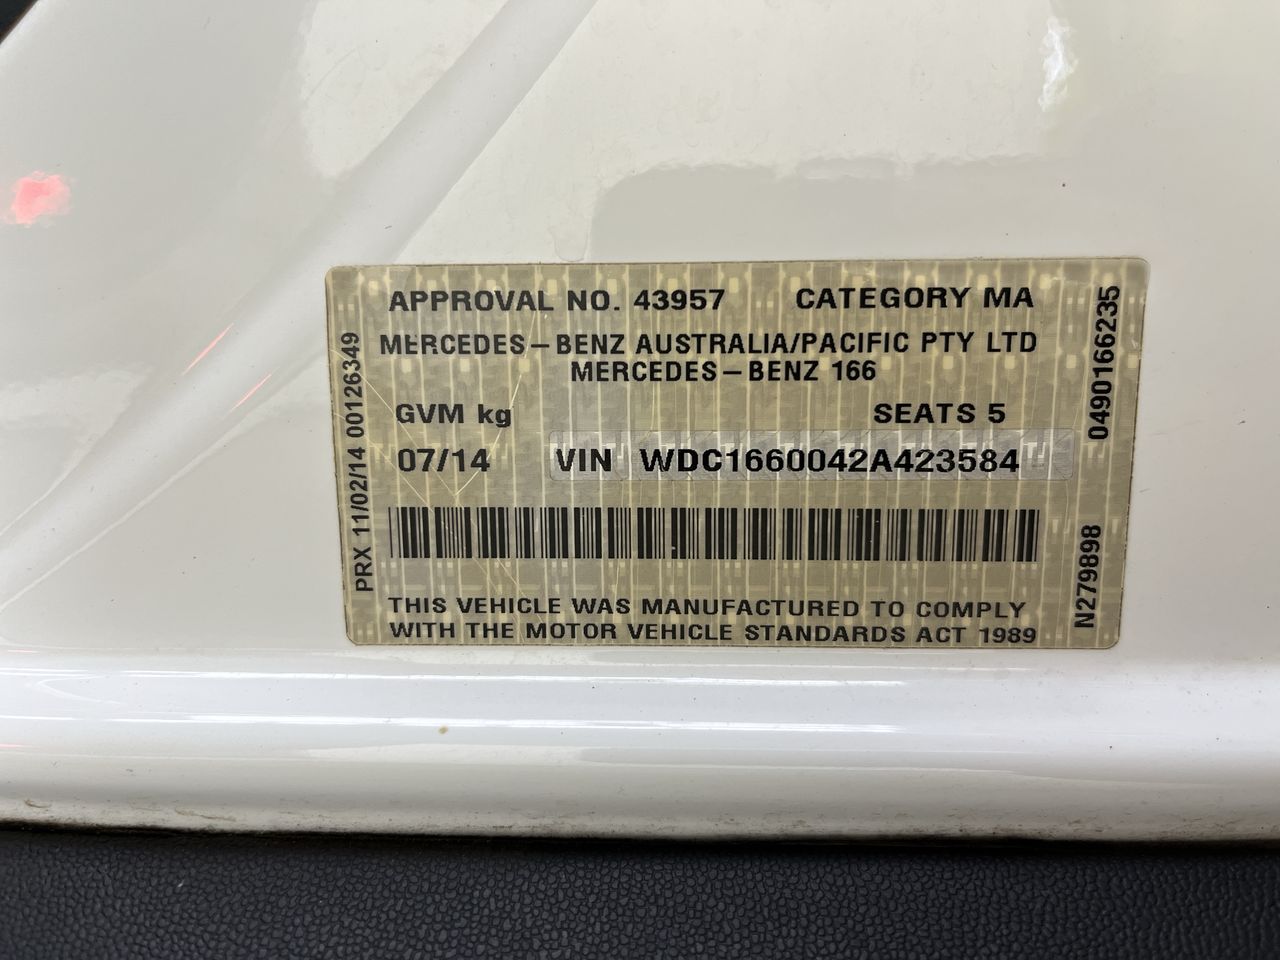 APPROVAL NO. 43957 CATEGORY MA
MERCEDES-BENZ AUSTRALIA/PACIFIC PTY LTD
MERCEDES-BENZ 166
GVM kg SEATS 5
07/14 VIN WDC1660042A423584
THIS VEHICLE WAS MANUFACTURED TO COMPLY
WITH THE MOTOR VEHICLE STANDARDS ACT 1989
PRX 11/02/14 00126349
0490166235
N279898